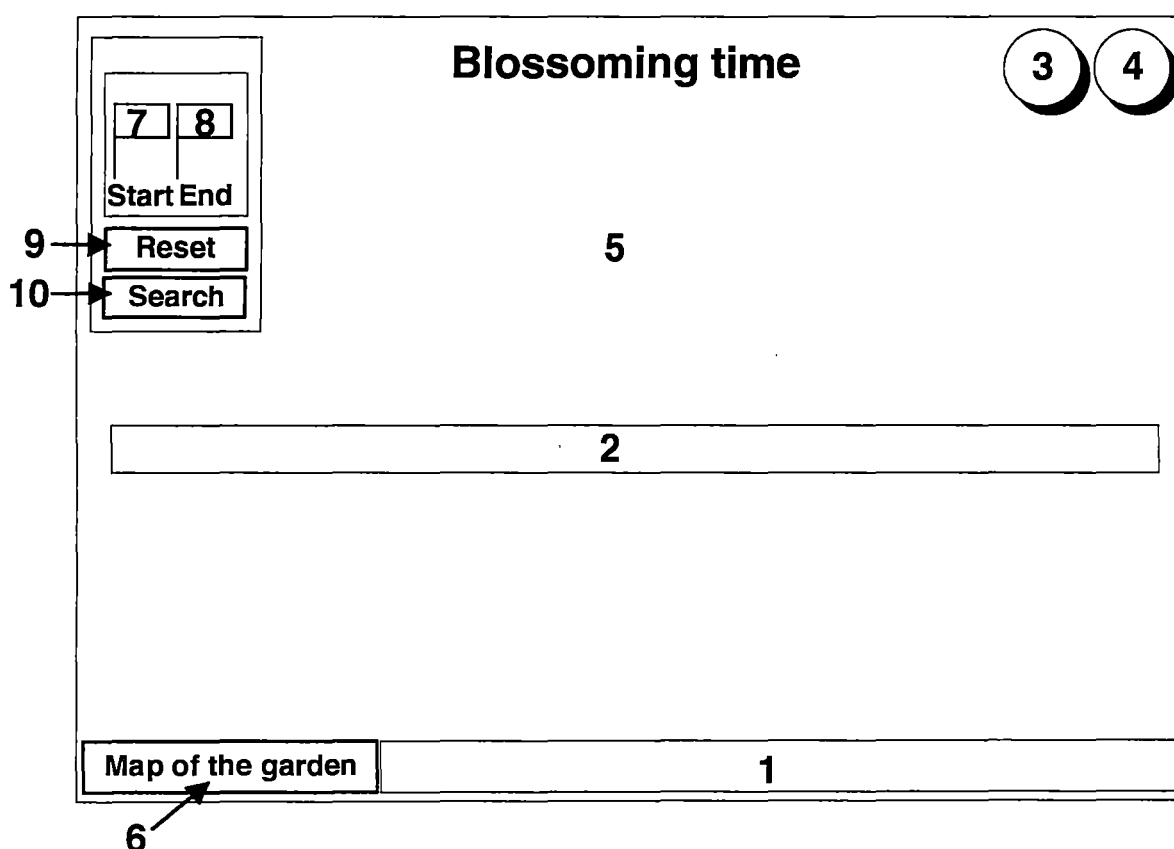 Blossoming time
3 4
7 8
Start End
9 Reset
5
10 Search
2
Map of the garden
1
6